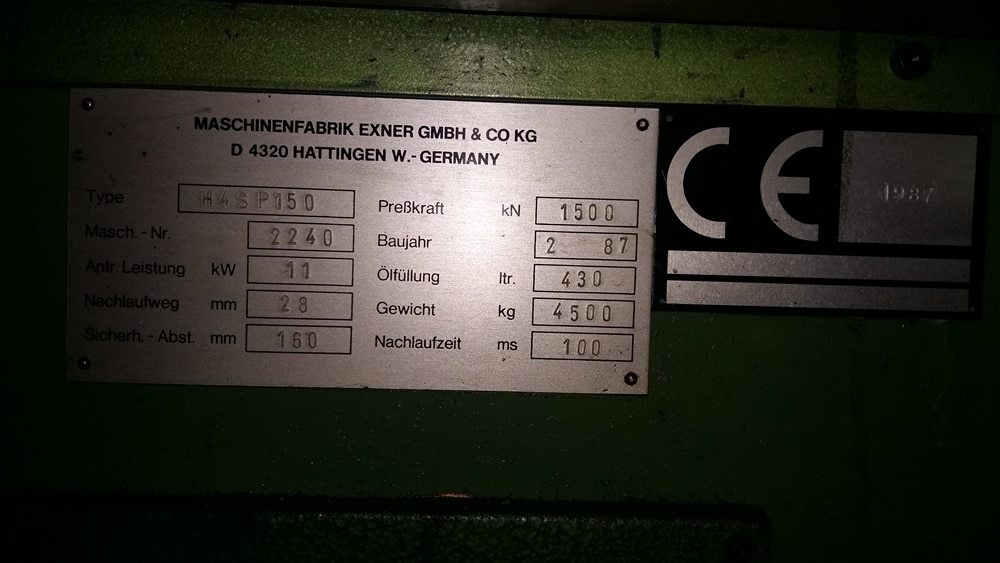 MASCHINENFABRIK EXNER GMBH & CO KG
D 4320 HATTINGEN W.-GERMANY
Type H4SP150
Masch.-Nr. 2240
Antr. Leistung kW 11
Nachlaufweg mm 28
Sicherh.-Abst. mm 160
Preßkraft kN 1500
Baujahr 2 87
Ölfüllung ltr. 430
Gewicht kg 4500
Nachlaufzeit ms 100
CE 1987